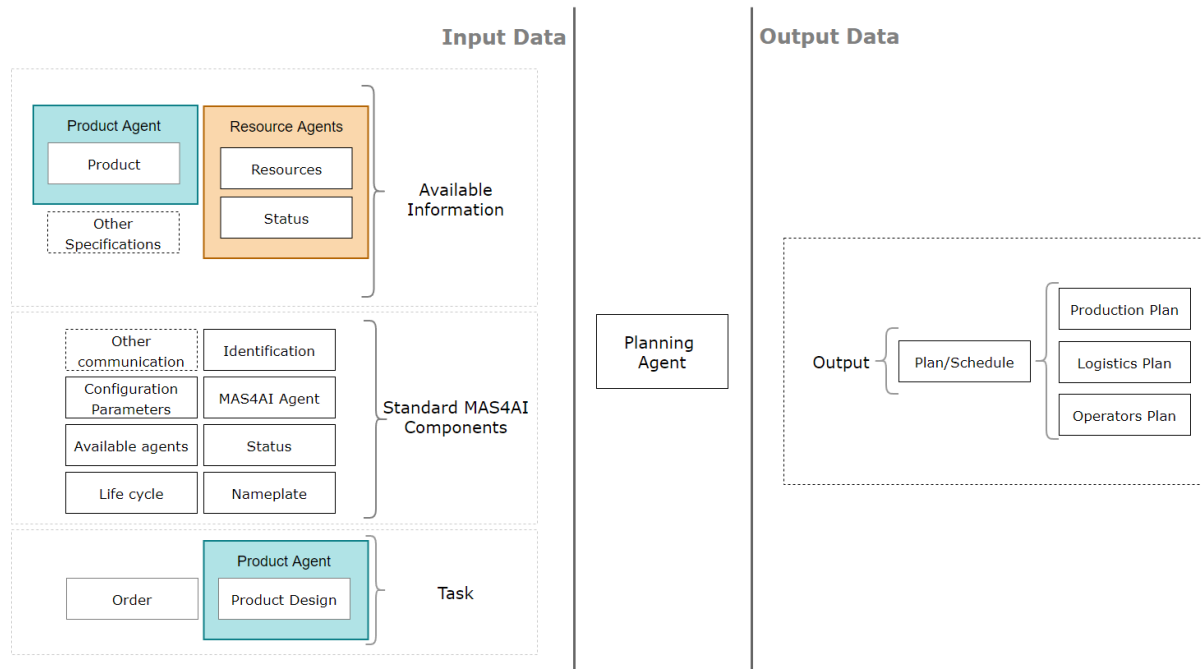 Input Data
Output Data
Product Agent
Product
Other
Specifications
Resource Agents
Resources
Status
Available
Information
Other
communication
Identification
Configuration
Parameters
MAS4AI Agent
Available agents
Status
Life cycle
Nameplate
Standard MAS4AI
Components
Order
Product Agent
Product Design
Task
Planning
Agent
Output
Plan/Schedule
Production Plan
Logistics Plan
Operators Plan